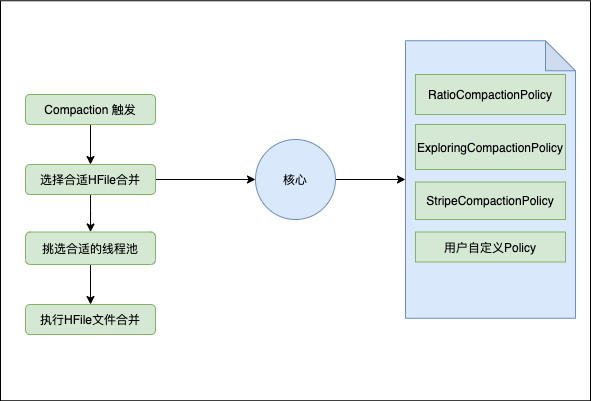 Compaction 触发
选择合适HFile合并
挑选合适的线程池
执行HFile文件合并
核心
RatioCompactionPolicy
ExploringCompactionPolicy
StripeCompactionPolicy
用户自定义Policy